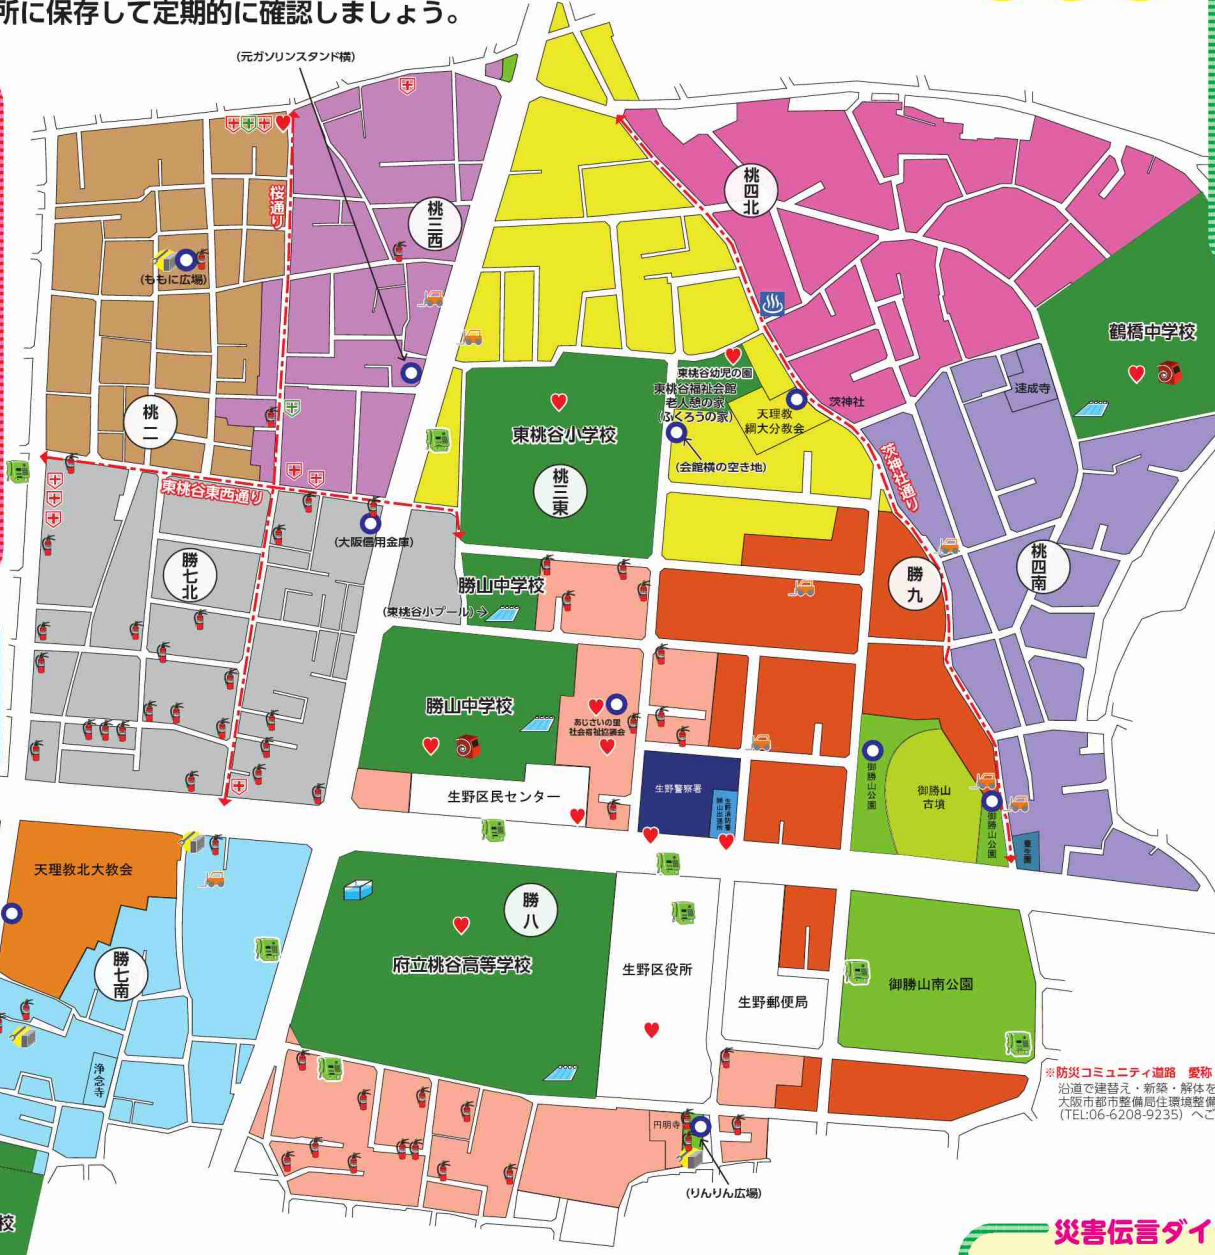 所に保存して定期的に確認しましょう。
(元ガソリンスタンド横)
桜通り
桃三西
桃四北
(ももに広場)
鶴橋中学校
東桃谷幼児の園
東桃谷福祉会館
老人憩の家
(ふくろうの家)
速成寺
桃二
天理教
綱大分教会
茨神社
東桃谷小学校
(会館横の空き地)
茨神社通り
東桃谷東西通り
桃三東
(大阪信用金庫)
勝七北
勝山中学校
(東桃谷小プール)→
勝九
桃四南
勝山中学校
あじさいの里
社会福祉協議会
生野区民センター
生野警察署
生野消防署
勝山出張所
御勝山公園
御勝山
古墳
御勝山公園
天理教北大教会
勝八
勝七南
府立桃谷高等学校
生野区役所
生野郵便局
御勝山南公園
浄念寺
※防災コミュニティ道路 愛称
沿道で建替え・新築・解体を
大阪市都市整備局住環境整備
(TEL:06-6208-9235) へご
円明寺
(りんりん広場)
校
災害伝言ダイ